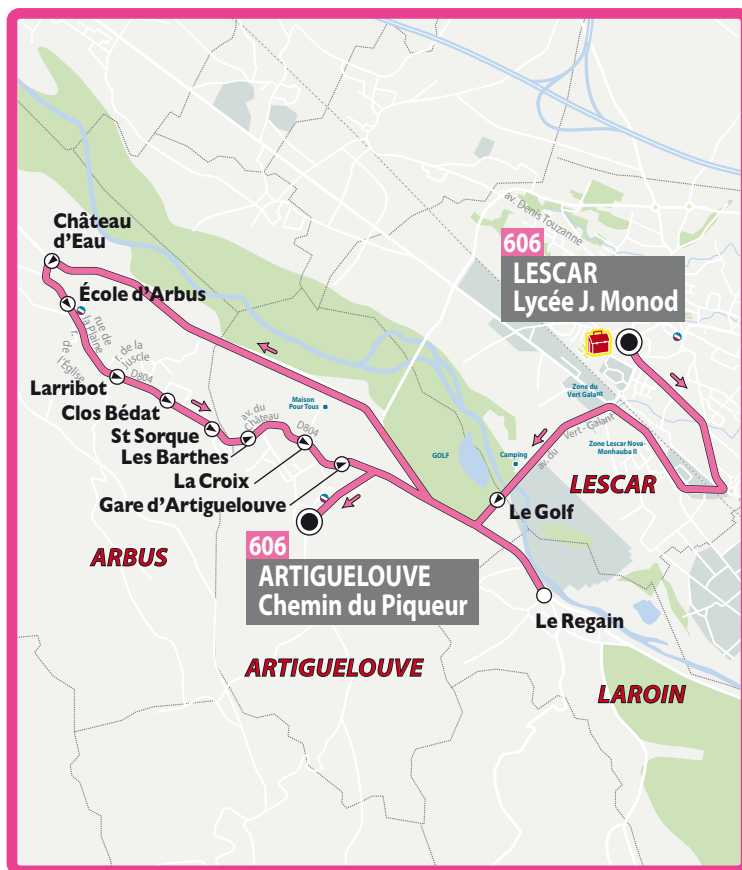 av. Denis Touzanne
606
LESCAR
Lycée J. Monod
Château
d'Eau
École d'Arbus
rue de
la Plaine
r. de
l'Église
r. de la
Juscle
D804
Larribot
Clos Bédat
St Sorque
Les Barthes
av. du
Château
D804
La Croix
Gare d'Artiguelouve
Maison
Pour Tous
GOLF
Camping
Zone du
Vert Galant
av. du Vert-Galant
Zone Lescar Nova-
Monhauba II
LESCAR
Le Golf
606
ARTIGUELOUVE
Chemin du Piqueur
ARBUS
Le Regain
ARTIGUELOUVE
LAROIN